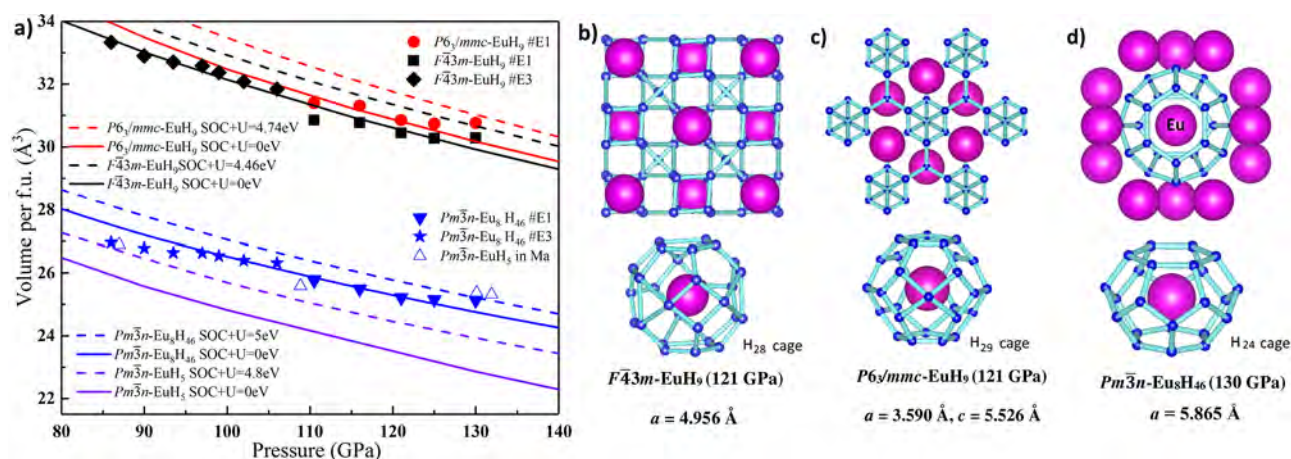 a)
Volume per f.u. (Å³)
34
32
30
28
26
24
22
80
90
100
110
120
130
140
Pressure (GPa)
P6₃/mmc-EuH₉ #E1
F4̅3m-EuH₉ #E1
F4̅3m-EuH₉ #E3
P6₃/mmc-EuH₉ SOC+U=4.74eV
P6₃/mmc-EuH₉ SOC+U=0eV
F4̅3m-EuH₉SOC+U=4.46eV
F4̅3m-EuH₉ SOC+U=0eV
Pm3̅n-Eu₈ H₄₆ #E1
Pm3̅n-Eu₈ H₄₆ #E3
Pm3̅n-EuH₅ in Ma
Pm3̅n-Eu₈H₄₆ SOC+U=5eV
Pm3̅n-Eu₈H₄₆ SOC+U=0eV
Pm3̅n-EuH₅ SOC+U=4.8eV
Pm3̅n-EuH₅ SOC+U=0eV
b)
H₂₈ cage
F4̅3m-EuH₉ (121 GPa)
a = 4.956 Å
c)
H₂₉ cage
P6₃/mmc-EuH₉ (121 GPa)
a = 3.590 Å, c = 5.526 Å
d)
Eu
H₂₄ cage
Pm3̅n-Eu₈H₄₆ (130 GPa)
a = 5.865 Å